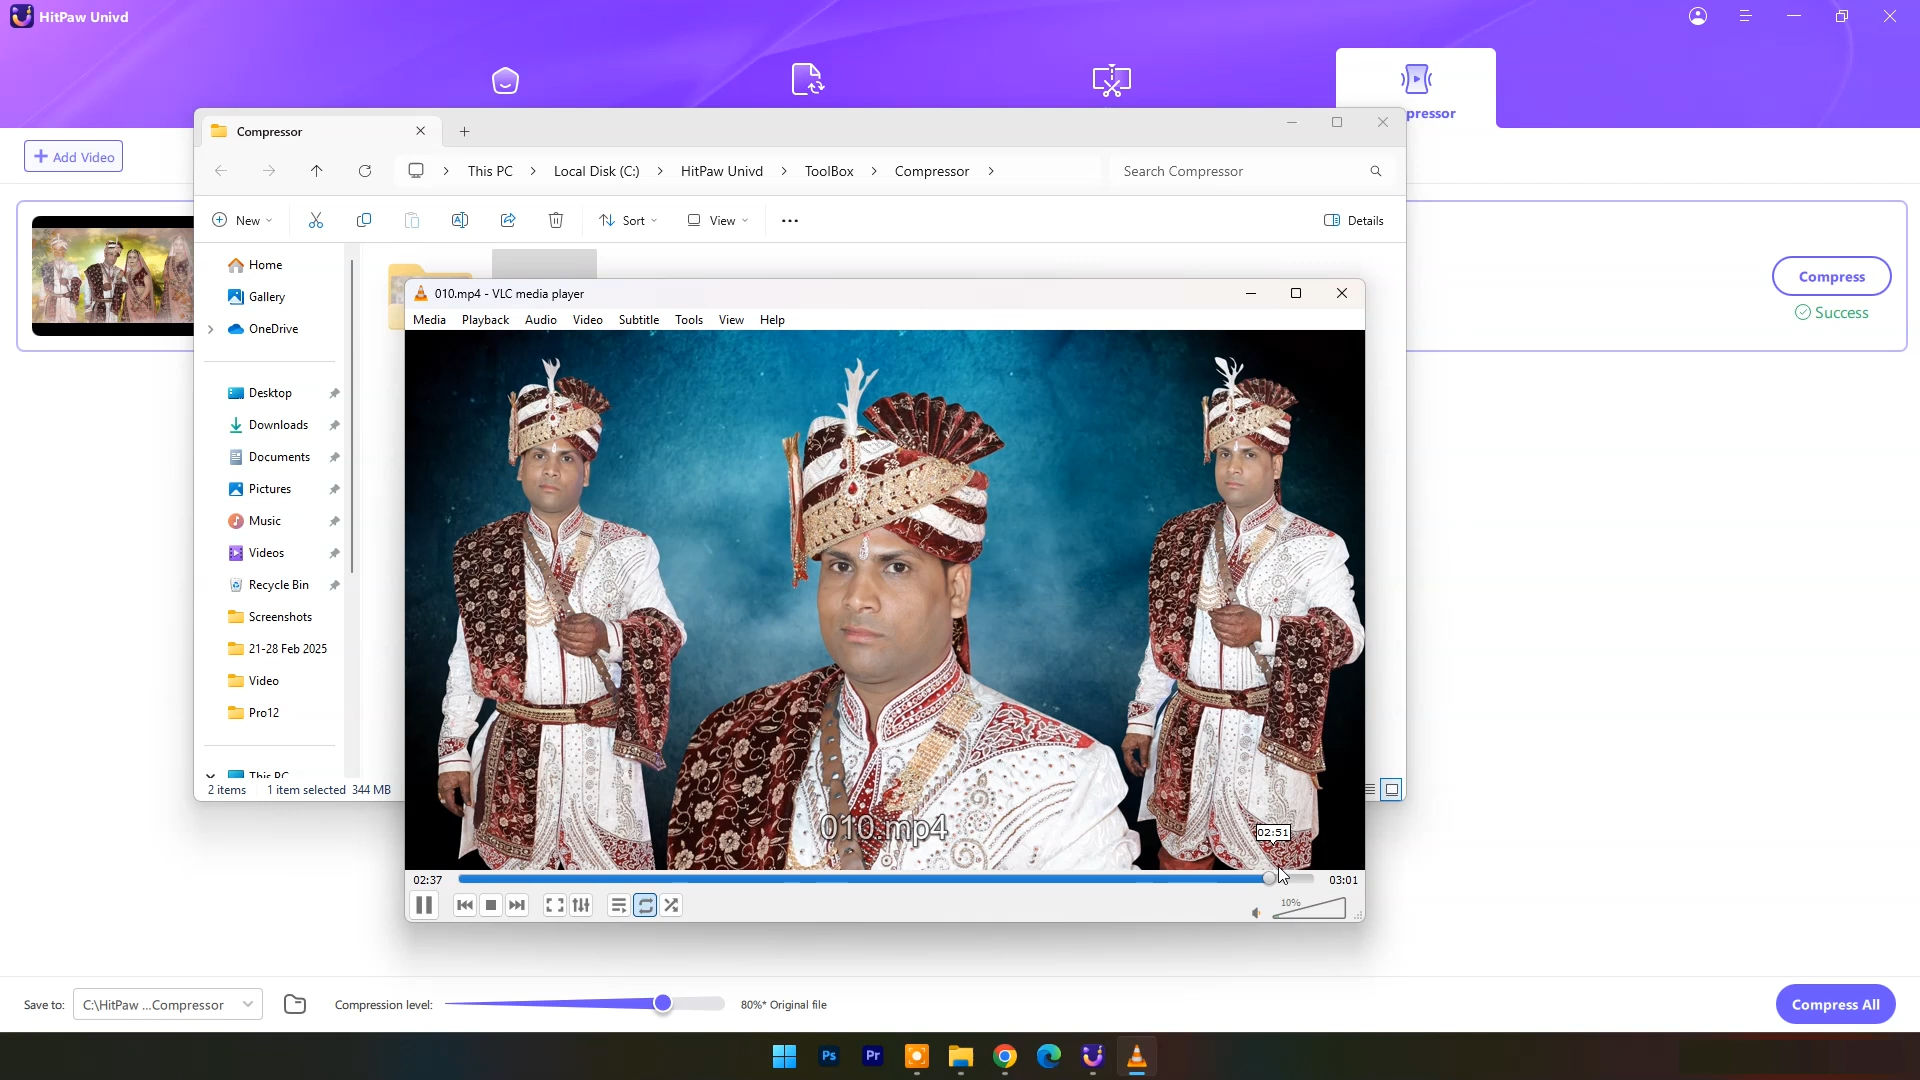 HitPaw Univd
pressor
Add Video
Compressor
This PC
Local Disk (C:)
HitPaw Univd
ToolBox
Compressor
Search Compressor
New
Sort
View
Details
Home
Gallery
OneDrive
Desktop
Downloads
Documents
Pictures
Music
Videos
Recycle Bin
Screenshots
21-28 Feb 2025
Video
Pro12
This PC
2 items 1 item selected 344 MB
010.mp4 - VLC media player
Media Playback Audio Video Subtitle Tools View Help
010.mp4
02:51
02:37
03:01
10%
Compress
Success
Save to:
C:\HitPaw ...Compressor
Compression level:
80%* Original file
Compress All
Ps
Pr